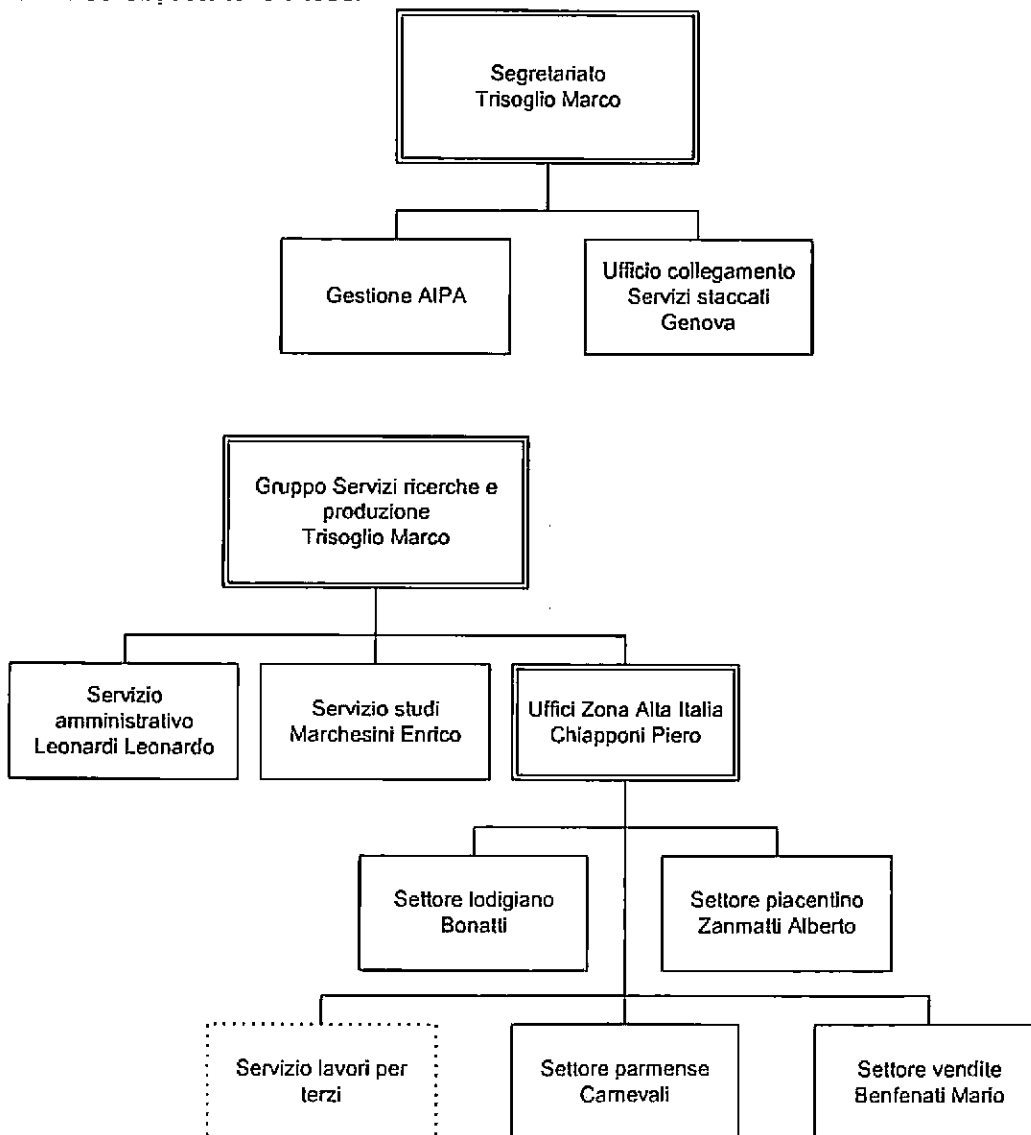 Segretariato
Trisoglio Marco
Gestione AIPA
Ufficio collegamento
Servizi staccati
Genova
Gruppo Servizi ricerche e
produzione
Trisoglio Marco
Servizio
amministrativo
Leonardi Leonardo
Servizio studi
Marchesini Enrico
Uffici Zona Alta Italia
Chiapponi Piero
Settore lodigiano
Bonatti
Settore piacentino
Zanmatti Alberto
Servizio lavori per
terzi
Settore parmense
Carnevali
Settore vendite
Benfenati Mario